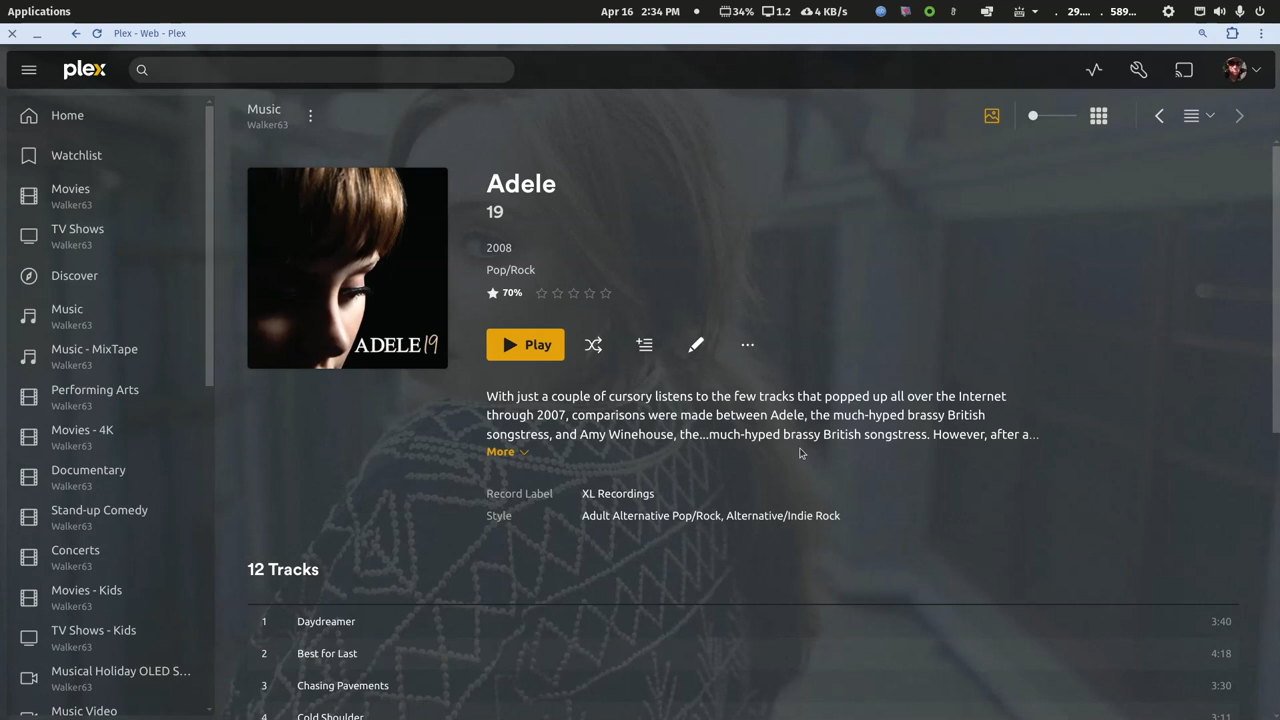 Applications
Apr 16 2:34 PM
34% 1.2 4 KB/s
. 29.... . 589...
Plex - Web - Plex
plex
Home
Watchlist
Movies
Walker63
TV Shows
Walker63
Discover
Music
Walker63
Music - MixTape
Walker63
Performing Arts
Walker63
Movies - 4K
Walker63
Documentary
Walker63
Stand-up Comedy
Walker63
Concerts
Walker63
Movies - Kids
Walker63
TV Shows - Kids
Walker63
Musical Holiday OLED S...
Walker63
Music Video
Music
Walker63
ADELE 19
Adele
19
2008
Pop/Rock
70%
Play
With just a couple of cursory listens to the few tracks that popped up all over the Internet
through 2007, comparisons were made between Adele, the much-hyped brassy British
songstress, and Amy Winehouse, the...much-hyped brassy British songstress. However, after a...
More
Record Label XL Recordings
Style Adult Alternative Pop/Rock, Alternative/Indie Rock
12 Tracks
1 Daydreamer 3:40
2 Best for Last 4:18
3 Chasing Pavements 3:30
4 Cold Shoulder 3:11